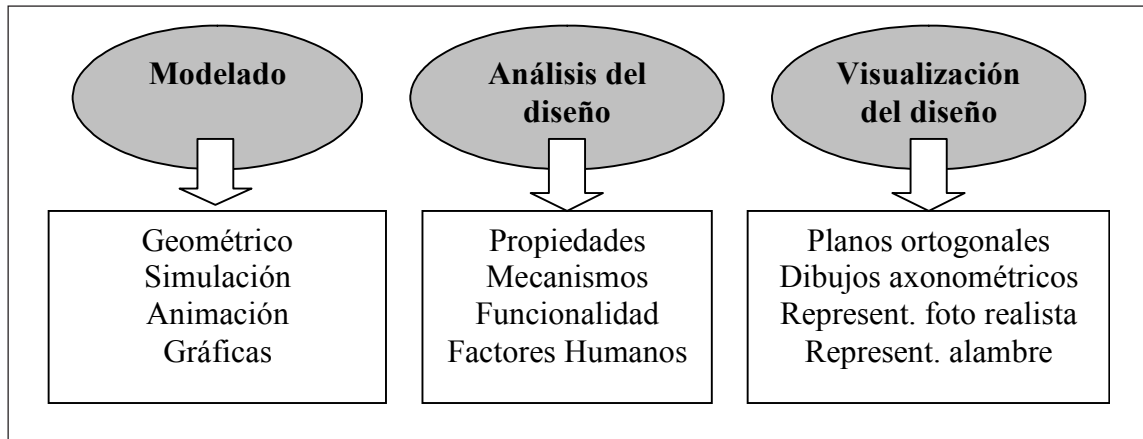 Modelado
Análisis del
diseño
Visualización
del diseño
Geométrico
Simulación
Animación
Gráficas
Propiedades
Mecanismos
Funcionalidad
Factores Humanos
Planos ortogonales
Dibujos axonométricos
Represent. foto realista
Represent. alambre